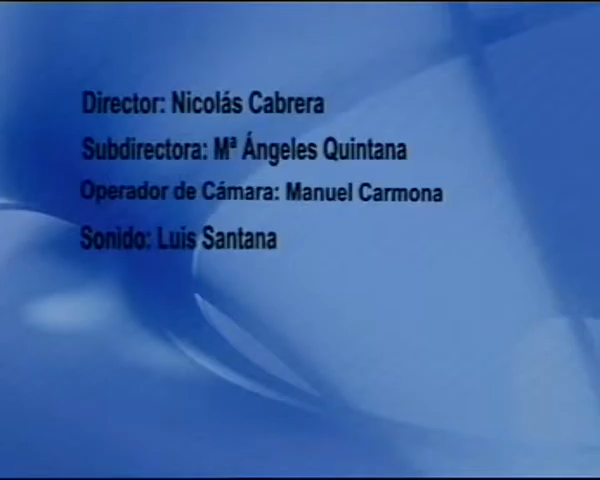 Director: Nicolás Cabrera
Subdirectora: Mª Ángeles Quintana
Operador de Cámara: Manuel Carmona
Sonido: Luis Santana